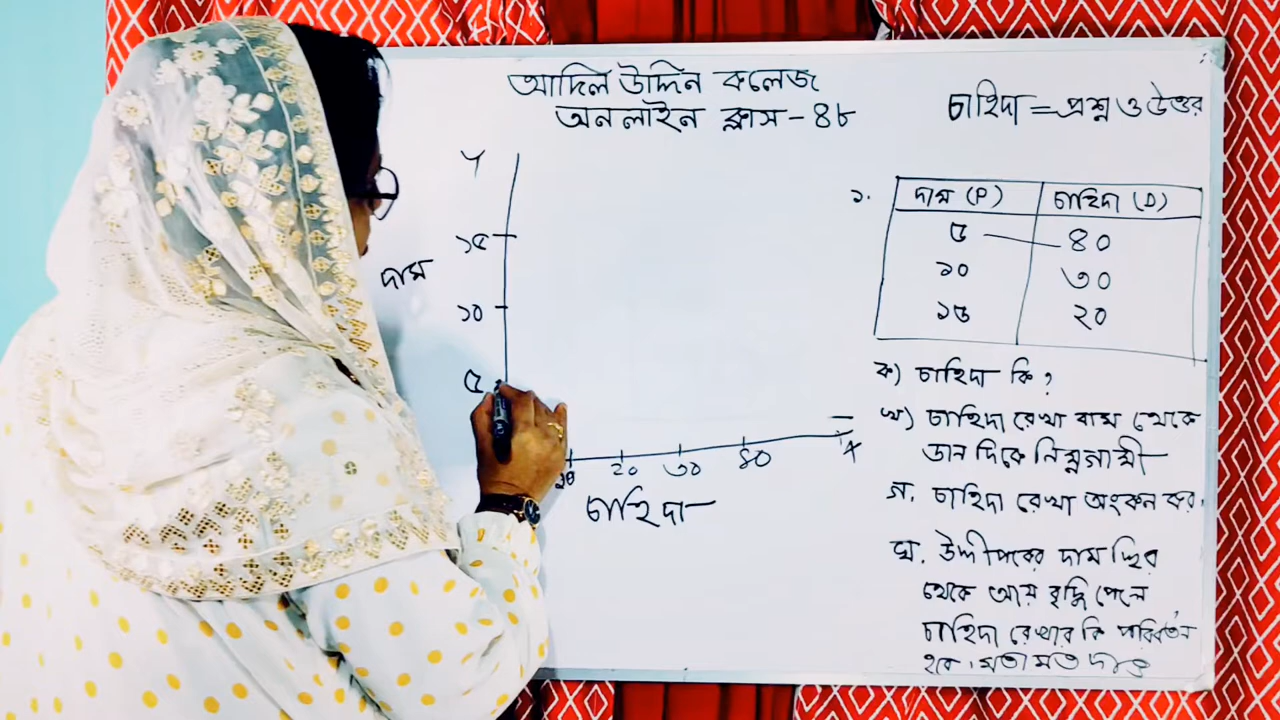 আদিল উদ্দিন কলেজ
অনলাইন ক্লাস - ৪৮
চাহিদা = প্রশ্ন ও উত্তর
১.
দাম (P) চাহিদা (D)
৫ ৪০
১০ ৩০
১৫ ২০
ক) চাহিদা কি ?
খ) চাহিদা রেখা বাম থেকে
ডান দিকে নিম্নগামী
গ. চাহিদা রেখা অংকন কর।
ঘ. উদ্দীপকের দাম স্থির
থেকে আয় বৃদ্ধি পেলে
চাহিদা রেখার কি পরিবর্তন
হবে। মতামত দাও
Y
১৫
দাম
১০
৫
১০ ২০ ৩০ ৪০ X
চাহিদা